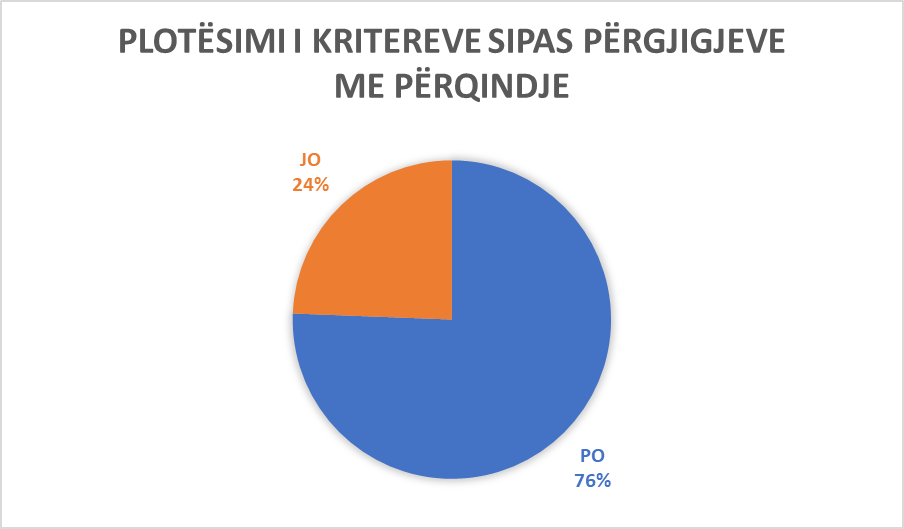 PLOTËSIMI I KRITEREVE SIPAS PËRGJIGJEVE
ME PËRQINDJE
JO
24%
PO
76%